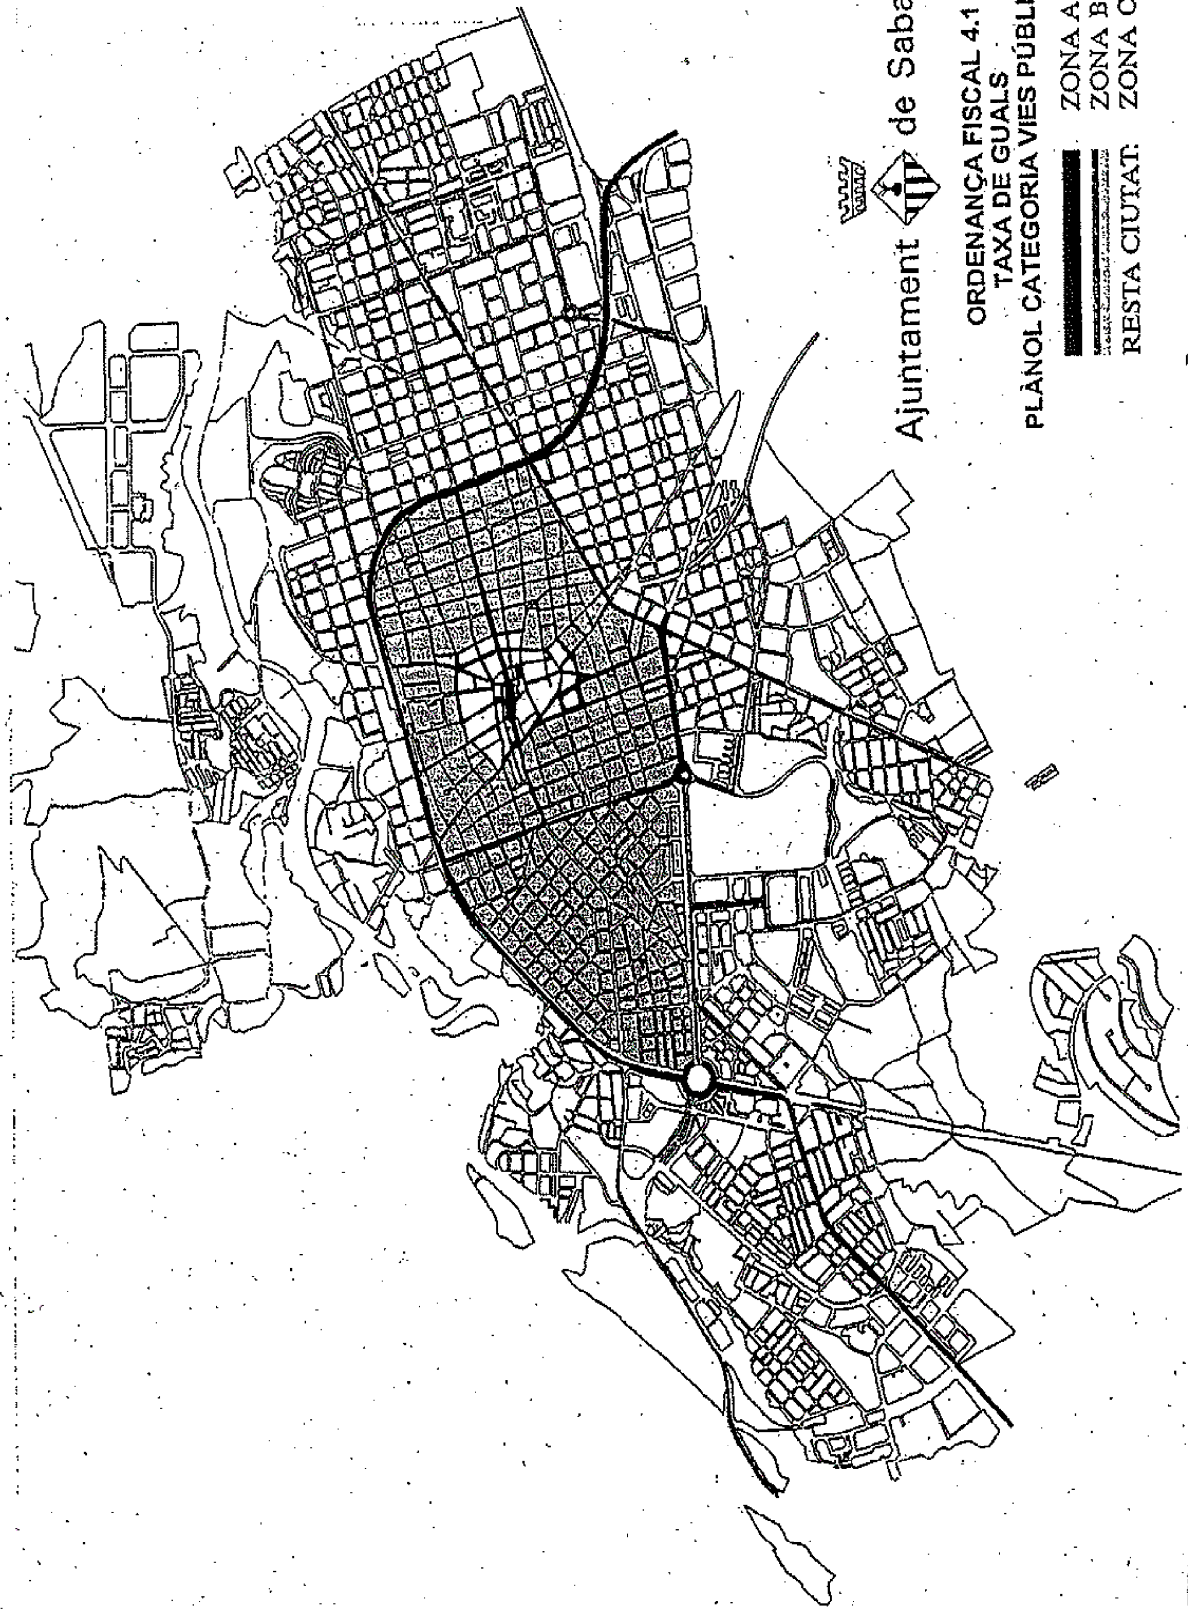 Ajuntament de Saba
ORDENANÇA FISCAL 4.1
TAXA DE GUALS
PLÀNOL CATEGORIA VIES PÚBLI
ZONA A
ZONA B
RESTA CIUTAT: ZONA C